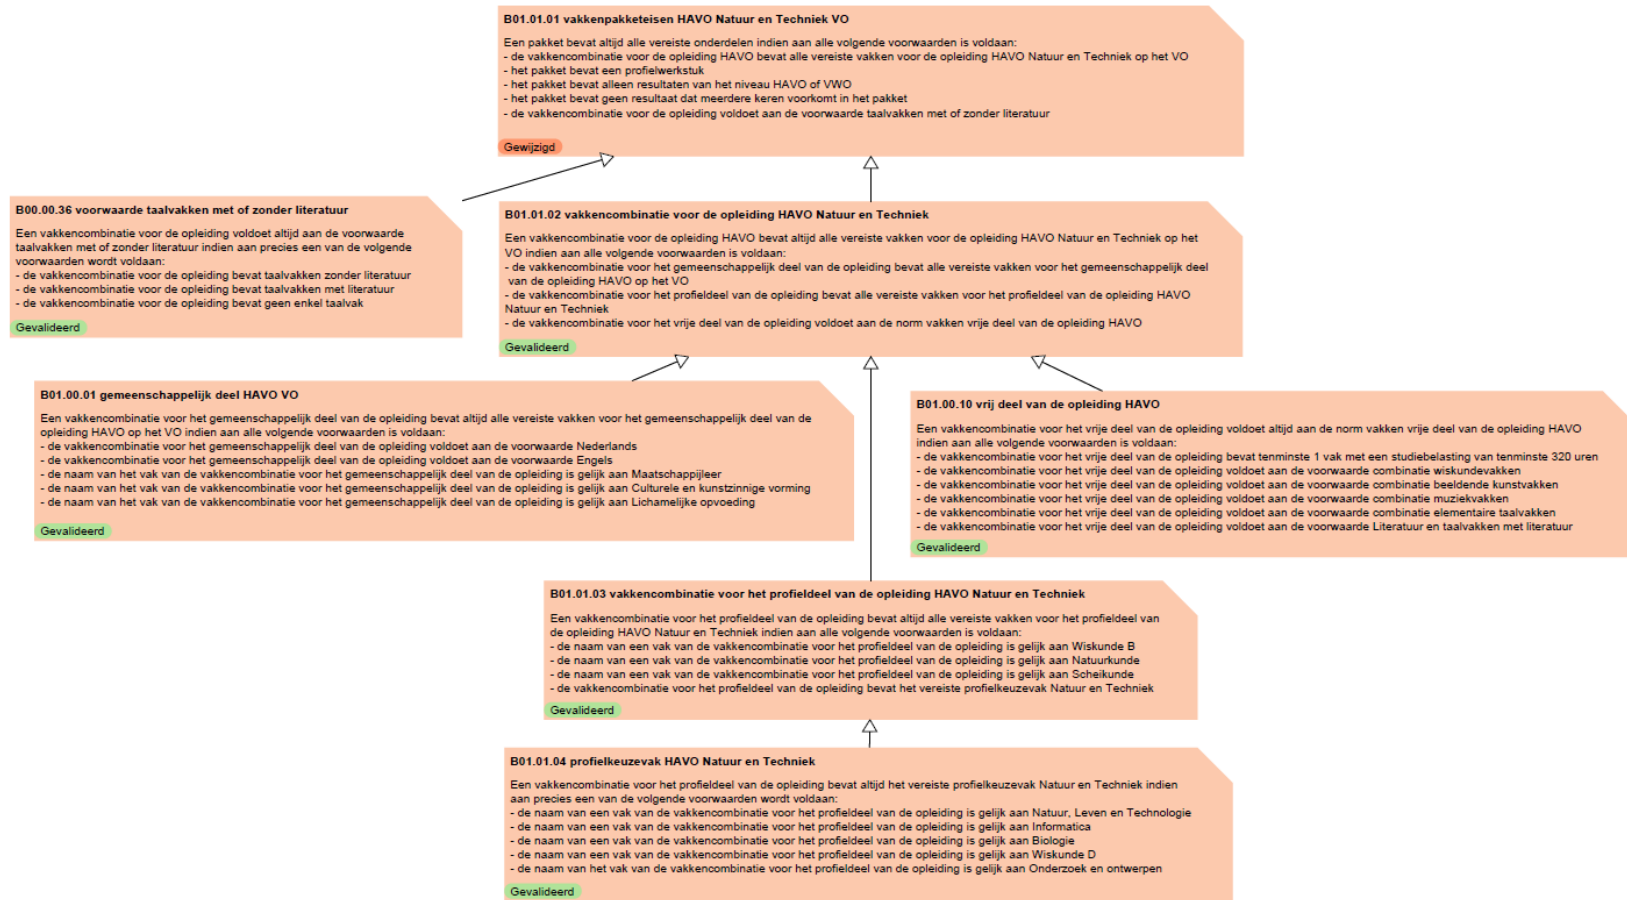 B01.01.01 vakkenpakketeisen HAVO Natuur en Techniek VO
Een pakket bevat altijd alle vereiste onderdelen indien aan alle volgende voorwaarden is voldaan:
- de vakkencombinatie voor de opleiding HAVO bevat alle vereiste vakken voor de opleiding HAVO Natuur en Techniek op het VO
- het pakket bevat een profielwerkstuk
- het pakket bevat alleen resultaten van het niveau HAVO of VWO
- het pakket bevat geen resultaat dat meerdere keren voorkomt in het pakket
- de vakkencombinatie voor de opleiding voldoet aan de voorwaarde taalvakken met of zonder literatuur
Gewijzigd
B00.00.36 voorwaarde taalvakken met of zonder literatuur
Een vakkencombinatie voor de opleiding voldoet altijd aan de voorwaarde
taalvakken met of zonder literatuur indien aan precies een van de volgende
voorwaarden wordt voldaan:
- de vakkencombinatie voor de opleiding bevat taalvakken zonder literatuur
- de vakkencombinatie voor de opleiding bevat taalvakken met literatuur
- de vakkencombinatie voor de opleiding bevat geen enkel taalvak
Gevalideerd
B01.01.02 vakkencombinatie voor de opleiding HAVO Natuur en Techniek
Een vakkencombinatie voor de opleiding HAVO bevat altijd alle vereiste vakken voor de opleiding HAVO Natuur en Techniek op het
VO indien aan alle volgende voorwaarden is voldaan:
- de vakkencombinatie voor het gemeenschappelijk deel van de opleiding bevat alle vereiste vakken voor het gemeenschappelijk deel
van de opleiding HAVO op het VO
- de vakkencombinatie voor het profieldeel van de opleiding bevat alle vereiste vakken voor het profieldeel van de opleiding HAVO
Natuur en Techniek
- de vakkencombinatie voor het vrije deel van de opleiding voldoet aan de norm vakken vrije deel van de opleiding HAVO
Gevalideerd
B01.00.01 gemeenschappelijk deel HAVO VO
Een vakkencombinatie voor het gemeenschappelijk deel van de opleiding bevat altijd alle vereiste vakken voor het gemeenschappelijk deel van de
opleiding HAVO op het VO indien aan alle volgende voorwaarden is voldaan:
- de vakkencombinatie voor het gemeenschappelijk deel van de opleiding voldoet aan de voorwaarde Nederlands
- de vakkencombinatie voor het gemeenschappelijk deel van de opleiding voldoet aan de voorwaarde Engels
- de naam van het vak van de vakkencombinatie voor het gemeenschappelijk deel van de opleiding is gelijk aan Maatschappijleer
- de naam van het vak van de vakkencombinatie voor het gemeenschappelijk deel van de opleiding is gelijk aan Culturele en kunstzinnige vorming
- de naam van het vak van de vakkencombinatie voor het gemeenschappelijk deel van de opleiding is gelijk aan Lichamelijke opvoeding
Gevalideerd
B01.00.10 vrij deel van de opleiding HAVO
Een vakkencombinatie voor het vrije deel van de opleiding voldoet altijd aan de norm vakken vrije deel van de opleiding HAVO
indien aan alle volgende voorwaarden is voldaan:
- de vakkencombinatie voor het vrije deel van de opleiding bevat tenminste 1 vak met een studiebelasting van tenminste 320 uren
- de vakkencombinatie voor het vrije deel van de opleiding voldoet aan de voorwaarde combinatie wiskundevakken
- de vakkencombinatie voor het vrije deel van de opleiding voldoet aan de voorwaarde combinatie beeldende kunstvakken
- de vakkencombinatie voor het vrije deel van de opleiding voldoet aan de voorwaarde combinatie muziekvakken
- de vakkencombinatie voor het vrije deel van de opleiding voldoet aan de voorwaarde combinatie elementaire taalvakken
- de vakkencombinatie voor het vrije deel van de opleiding voldoet aan de voorwaarde Literatuur en taalvakken met literatuur
Gevalideerd
B01.01.03 vakkencombinatie voor het profieldeel van de opleiding HAVO Natuur en Techniek
Een vakkencombinatie voor het profieldeel van de opleiding bevat altijd alle vereiste vakken voor het profieldeel van
de opleiding HAVO Natuur en Techniek indien aan alle volgende voorwaarden is voldaan:
- de naam van een vak van de vakkencombinatie voor het profieldeel van de opleiding is gelijk aan Wiskunde B
- de naam van een vak van de vakkencombinatie voor het profieldeel van de opleiding is gelijk aan Natuurkunde
- de naam van een vak van de vakkencombinatie voor het profieldeel van de opleiding is gelijk aan Scheikunde
- de vakkencombinatie voor het profieldeel van de opleiding bevat het vereiste profielkeuzevak Natuur en Techniek
Gevalideerd
B01.01.04 profielkeuzevak HAVO Natuur en Techniek
Een vakkencombinatie voor het profieldeel van de opleiding bevat altijd het vereiste profielkeuzevak Natuur en Techniek indien
aan precies een van de volgende voorwaarden wordt voldaan:
- de naam van een vak van de vakkencombinatie voor het profieldeel van de opleiding is gelijk aan Natuur, Leven en Technologie
- de naam van een vak van de vakkencombinatie voor het profieldeel van de opleiding is gelijk aan Informatica
- de naam van een vak van de vakkencombinatie voor het profieldeel van de opleiding is gelijk aan Biologie
- de naam van een vak van de vakkencombinatie voor het profieldeel van de opleiding is gelijk aan Wiskunde D
- de naam van het vak van de vakkencombinatie voor het profieldeel van de opleiding is gelijk aan Onderzoek en ontwerpen
Gevalideerd